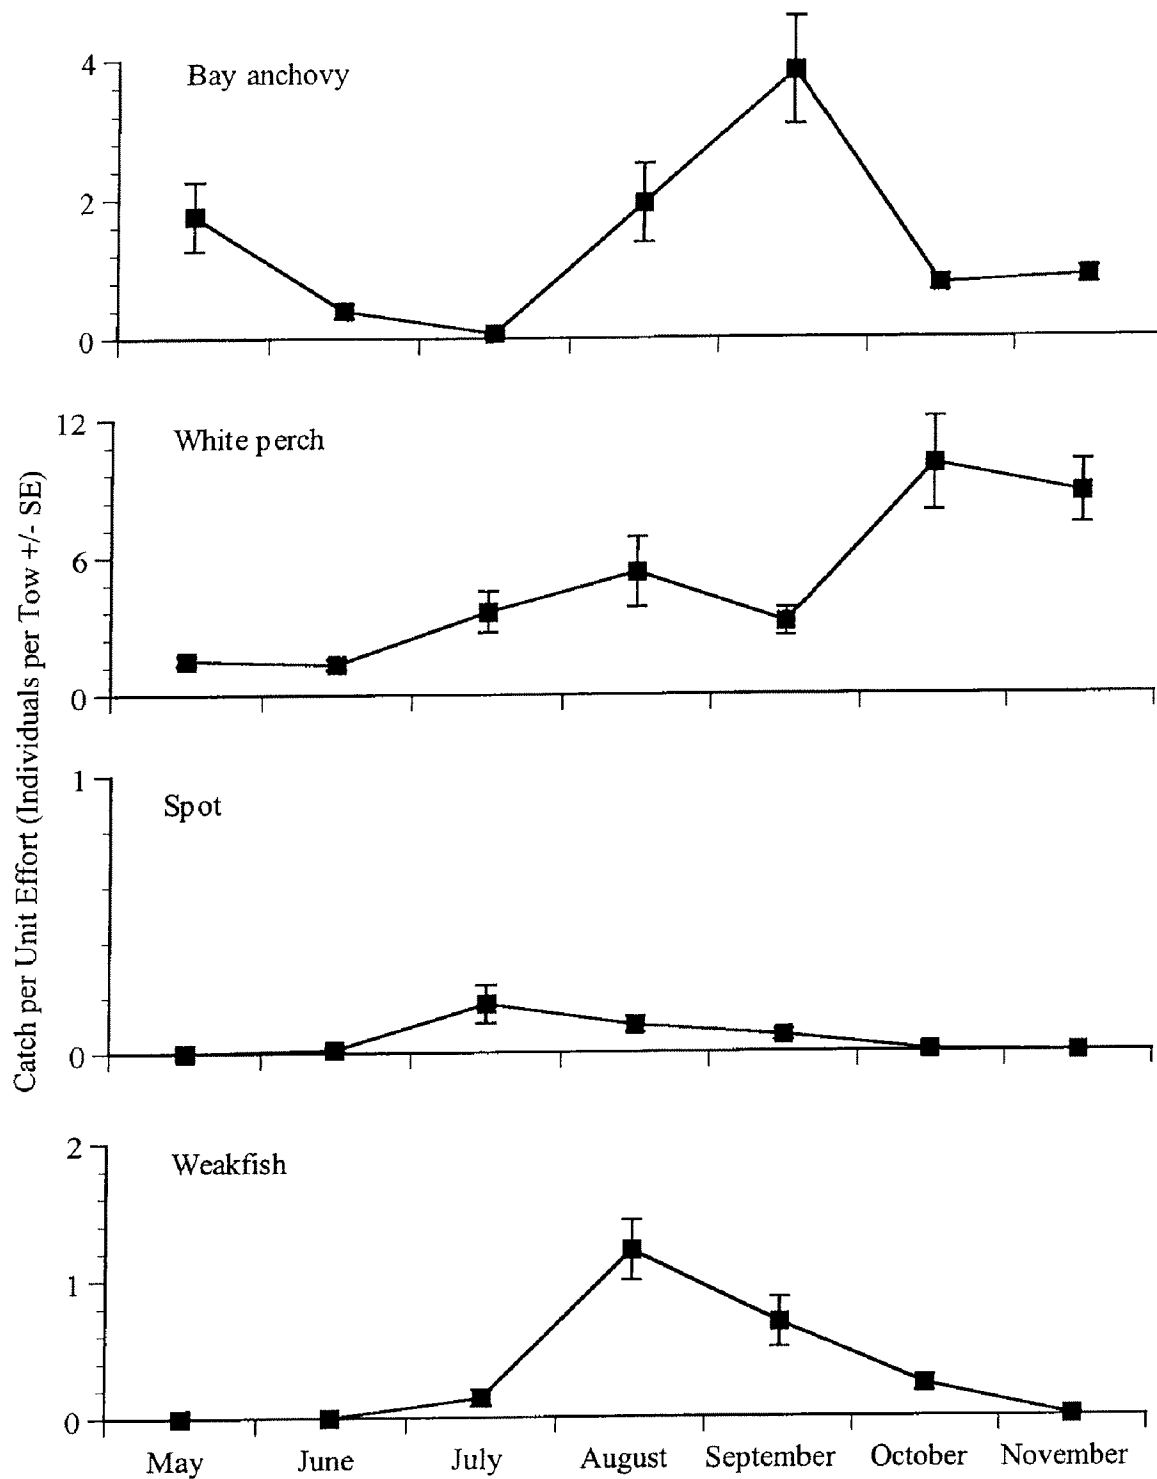 4
Bay anchovy
2
0
12
White perch
6
0
1
Spot
0
2
Weakfish
1
0
May June July August September October November
Catch per Unit Effort (Individuals per Tow +/- SE)